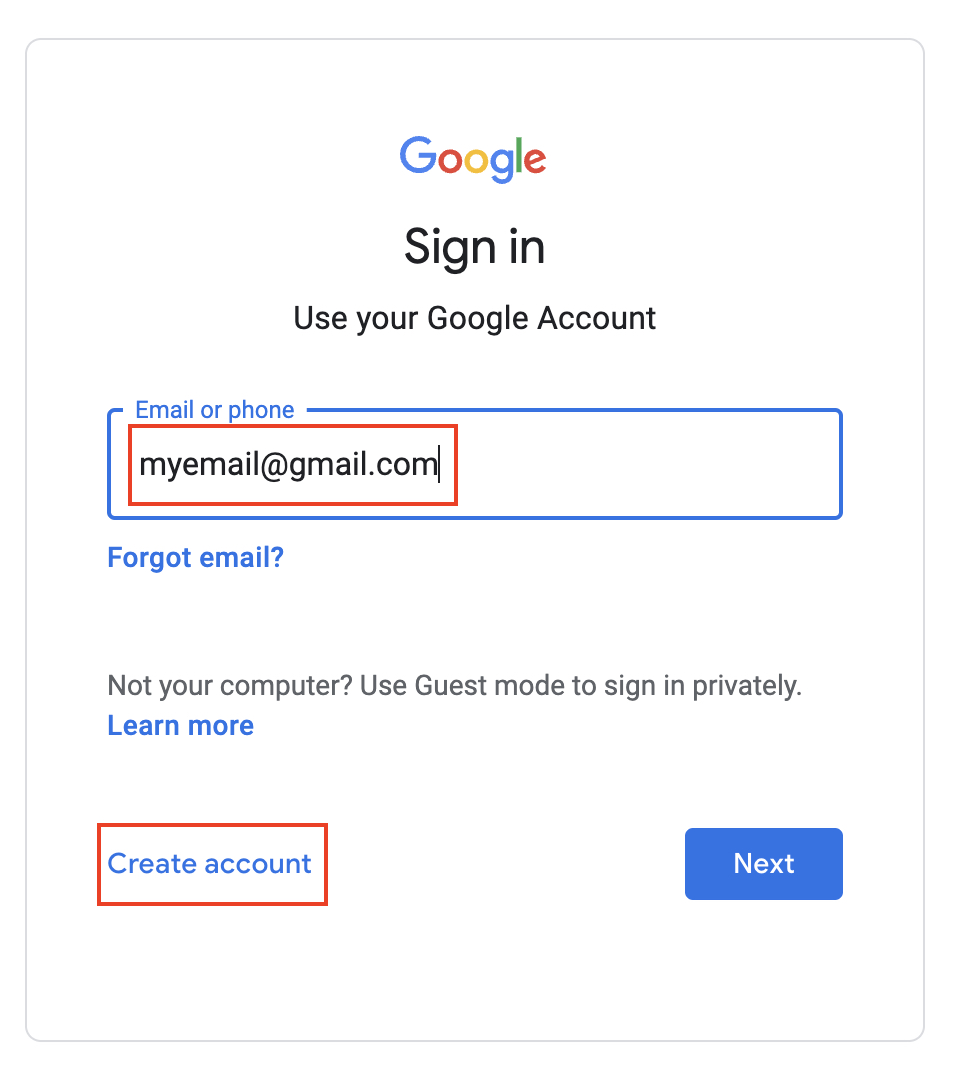 Google
Sign in
Use your Google Account
Email or phone
myemail@gmail.com
Forgot email?
Not your computer? Use Guest mode to sign in privately.
Learn more
Create account
Next